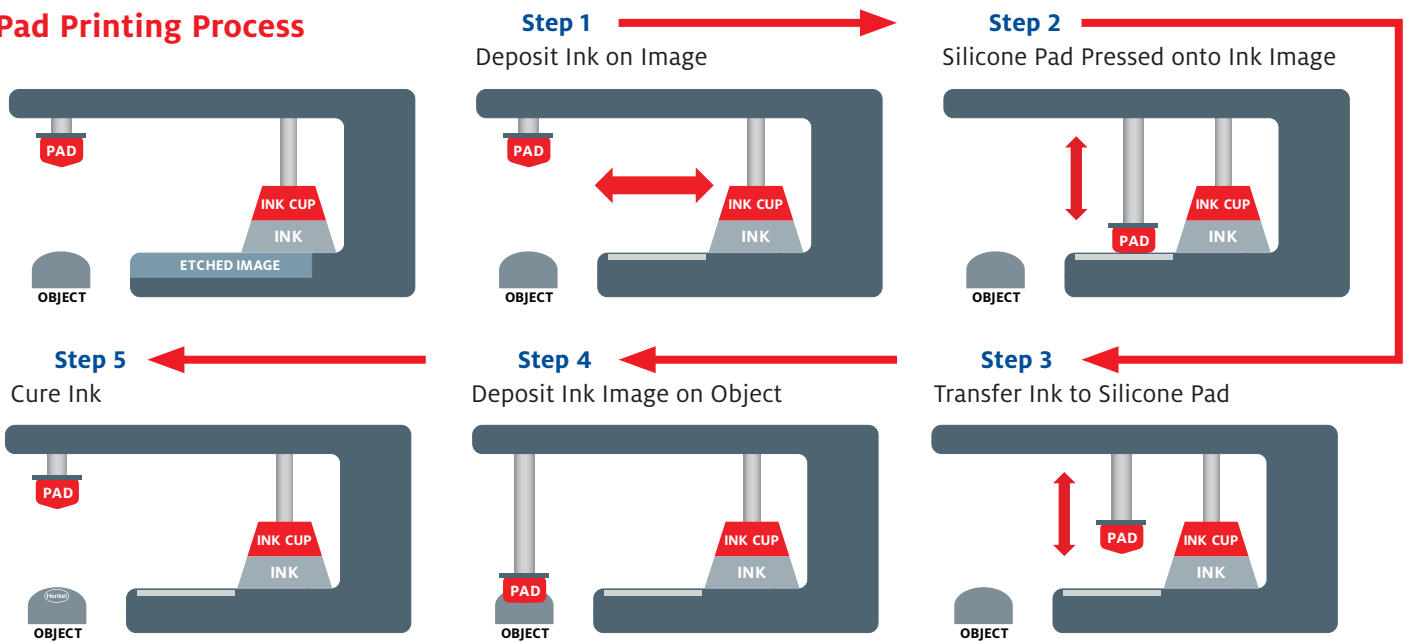 Pad Printing Process
PAD
INK CUP
INK
ETCHED IMAGE
OBJECT
Step 1
Deposit Ink on Image
PAD
INK CUP
INK
OBJECT
Step 2
Silicone Pad Pressed onto Ink Image
PAD
INK CUP
INK
OBJECT
Step 3
Transfer Ink to Silicone Pad
PAD
INK CUP
INK
OBJECT
Step 4
Deposit Ink Image on Object
INK CUP
INK
PAD
OBJECT
Step 5
Cure Ink
PAD
INK CUP
INK
Henkel
OBJECT